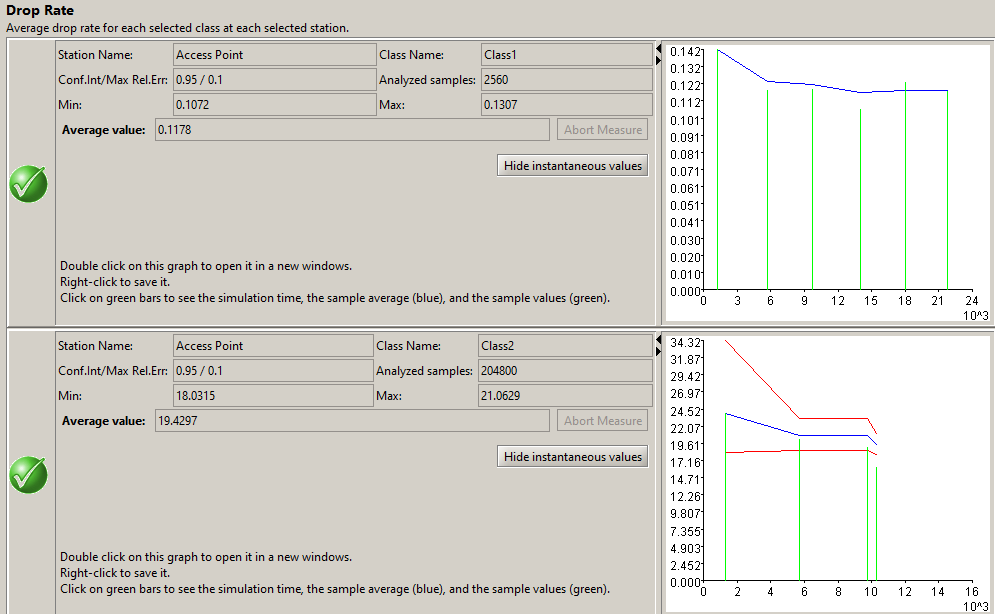 Drop Rate
Average drop rate for each selected class at each selected station.
Station Name: Access Point Class Name: Class1
Conf.Int/Max Rel.Err: 0.95 / 0.1 Analyzed samples: 2560
Min: 0.1072 Max: 0.1307
Average value: 0.1178 Abort Measure
Hide instantaneous values
Double click on this graph to open it in a new windows.
Right-click to save it.
Click on green bars to see the simulation time, the sample average (blue), and the sample values (green).
0.142
0.132
0.122
0.112
0.101
0.091
0.081
0.071
0.061
0.051
0.041
0.030
0.020
0.010
0.000
0 3 6 9 12 15 18 21 24
10^3
Station Name: Access Point Class Name: Class2
Conf.Int/Max Rel.Err: 0.95 / 0.1 Analyzed samples: 204800
Min: 18.0315 Max: 21.0629
Average value: 19.4297 Abort Measure
Hide instantaneous values
Double click on this graph to open it in a new windows.
Right-click to save it.
Click on green bars to see the simulation time, the sample average (blue), and the sample values (green).
34.32
31.87
29.42
26.97
24.52
22.07
19.61
17.16
14.71
12.26
9.807
7.355
4.903
2.452
0.000
0 2 4 6 8 10 12 14 16
10^3